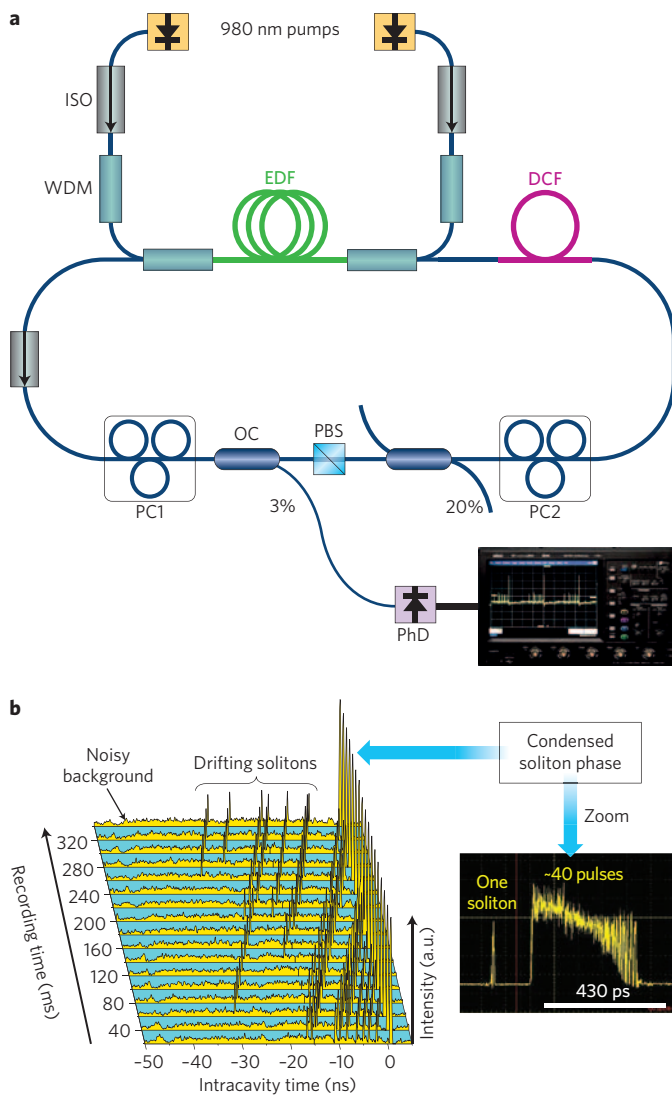 a
980 nm pumps
ISO
WDM
EDF
DCF
OC
PBS
PC1
3%
20%
PC2
PhD
b
Noisy
background
Drifting solitons
Condensed
soliton phase
Zoom
One
soliton
~40 pulses
430 ps
Recording time (ms)
320
280
240
200
160
120
80
40
Intensity (a.u.)
–50
–40
–30
–20
–10
0
Intracavity time (ns)